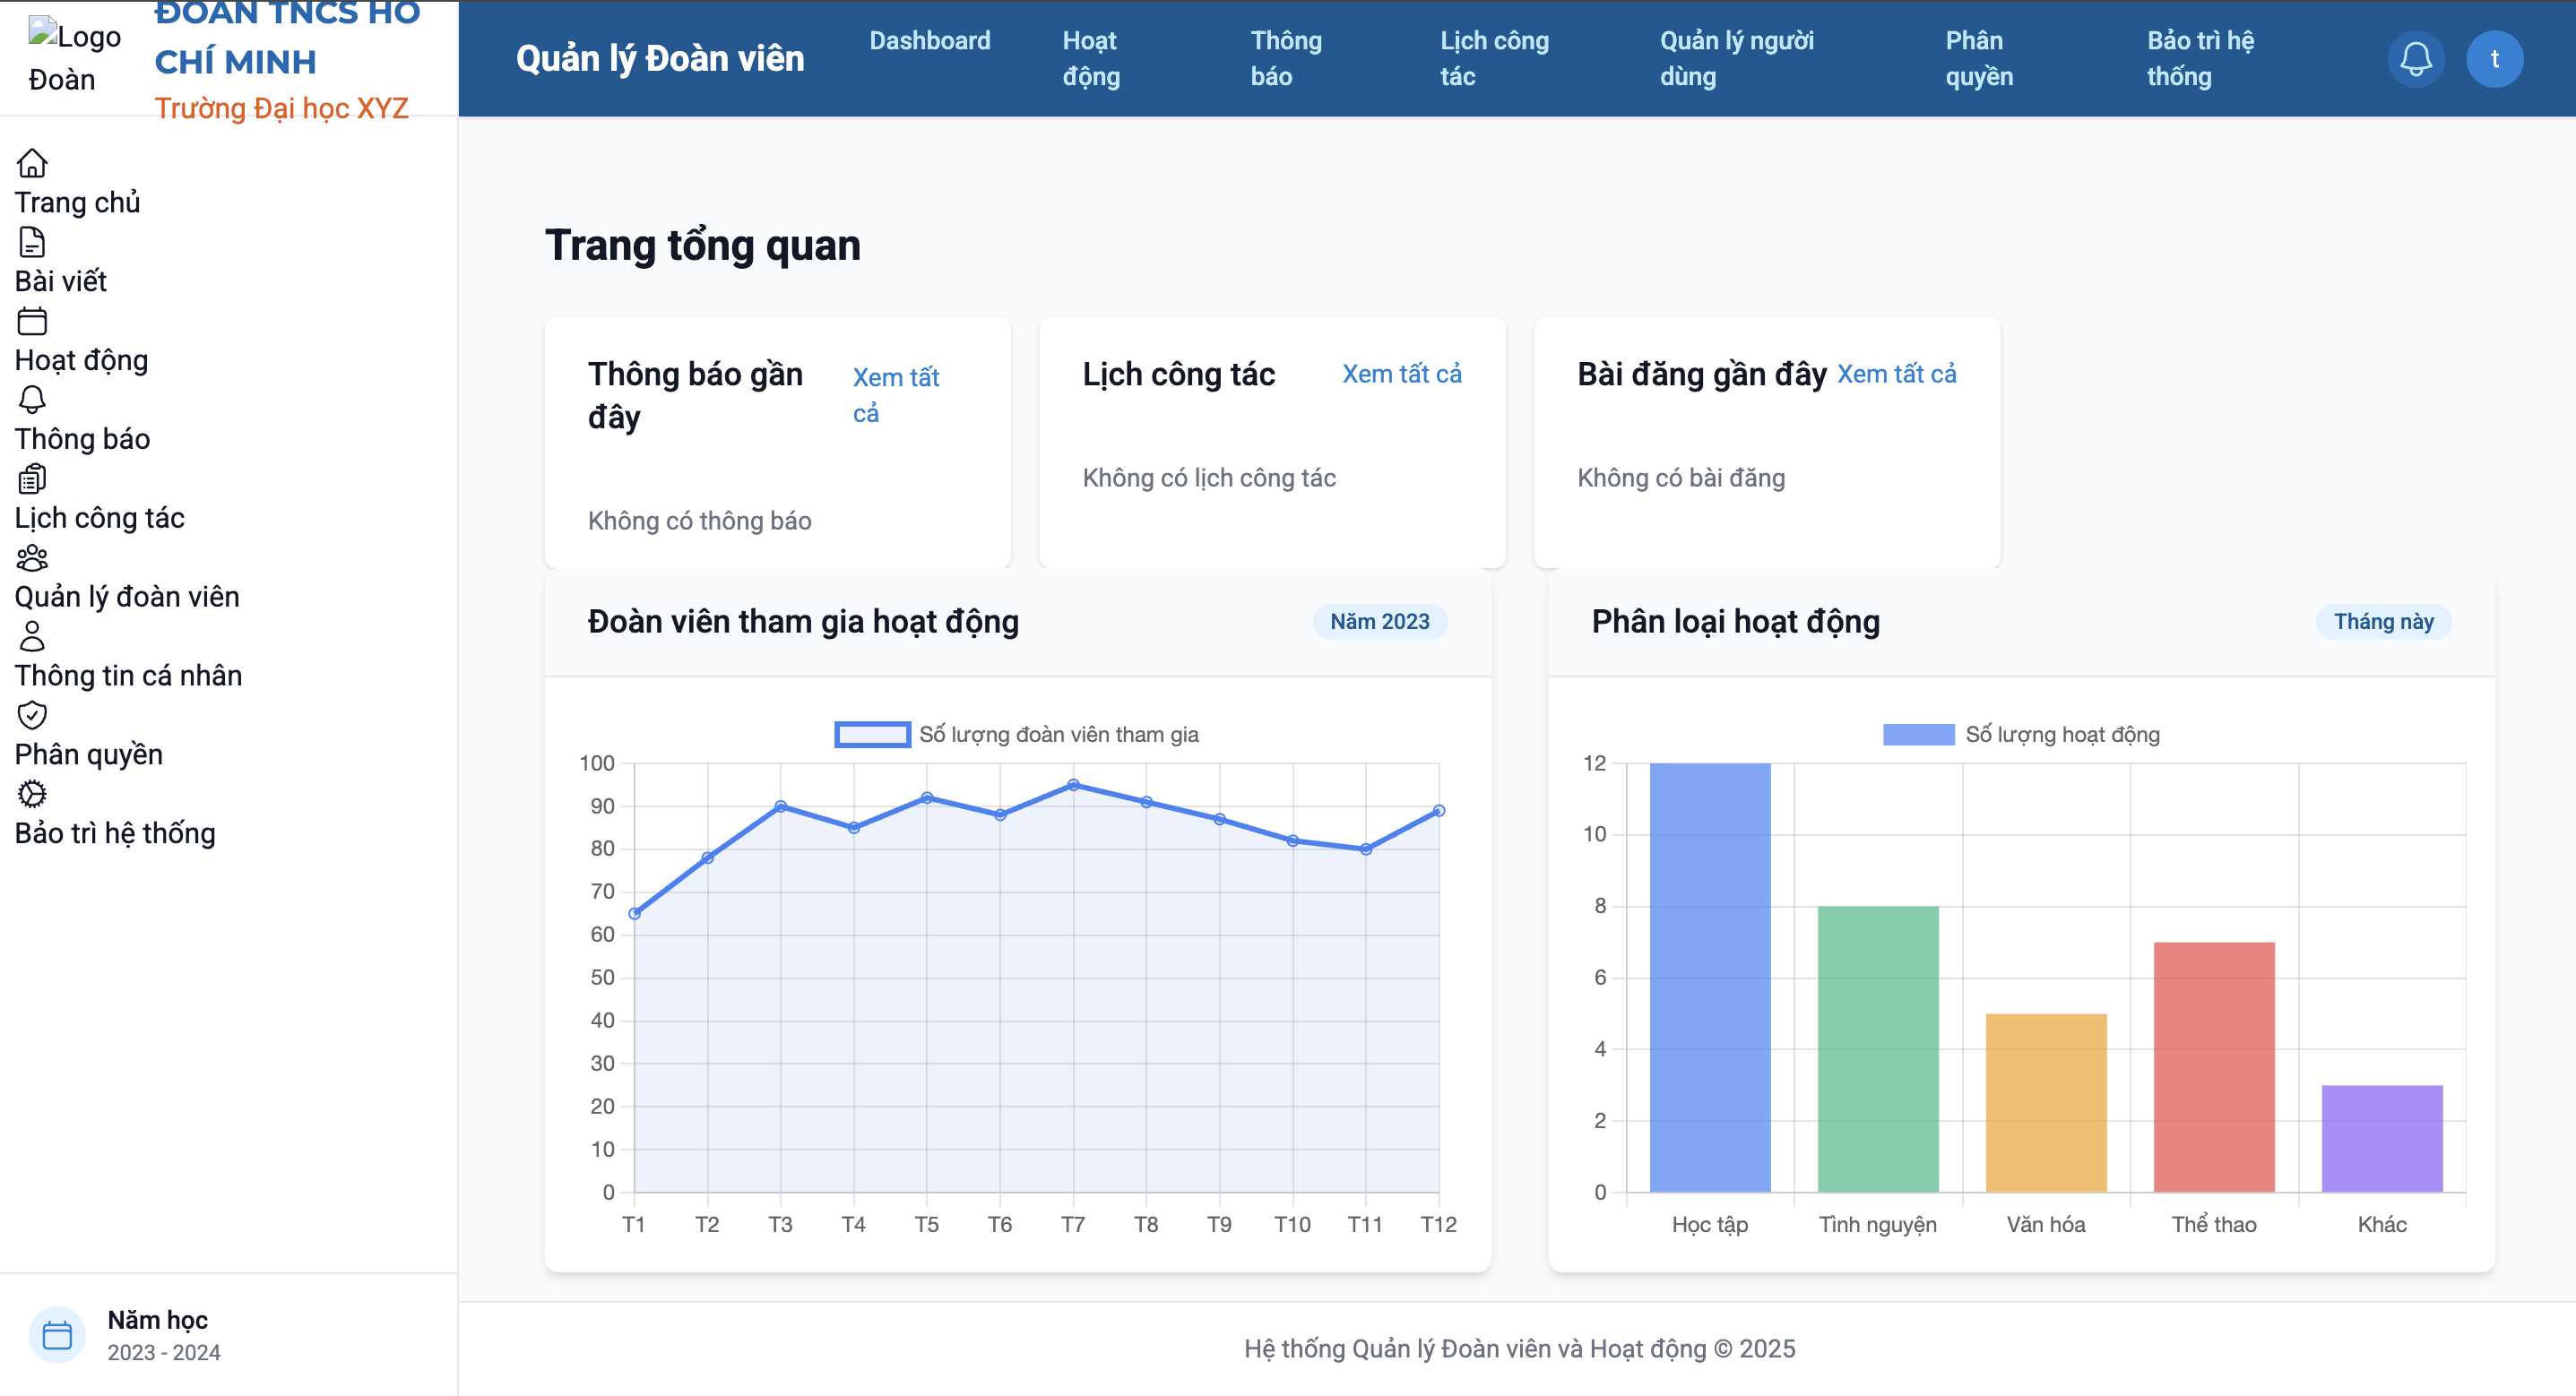 Logo
Đoàn
ĐOÀN TNCS HỒ
CHÍ MINH
Trường Đại học XYZ
Trang chủ
Bài viết
Hoạt động
Thông báo
Lịch công tác
Quản lý đoàn viên
Thông tin cá nhân
Phân quyền
Bảo trì hệ thống
Năm học
2023 - 2024
Quản lý Đoàn viên
Dashboard
Hoạt
động
Thông
báo
Lịch công
tác
Quản lý người
dùng
Phân
quyền
Bảo trì hệ
thống
t
Trang tổng quan
Thông báo gần
đây
Xem tất
cả
Không có thông báo
Lịch công tác
Xem tất cả
Không có lịch công tác
Bài đăng gần đây
Xem tất cả
Không có bài đăng
Đoàn viên tham gia hoạt động
Năm 2023
Số lượng đoàn viên tham gia
100
90
80
70
60
50
40
30
20
10
0
T1 T2 T3 T4 T5 T6 T7 T8 T9 T10 T11 T12
Phân loại hoạt động
Tháng này
Số lượng hoạt động
12
10
8
6
4
2
0
Học tập Tình nguyện Văn hóa Thể thao Khác
Hệ thống Quản lý Đoàn viên và Hoạt động © 2025